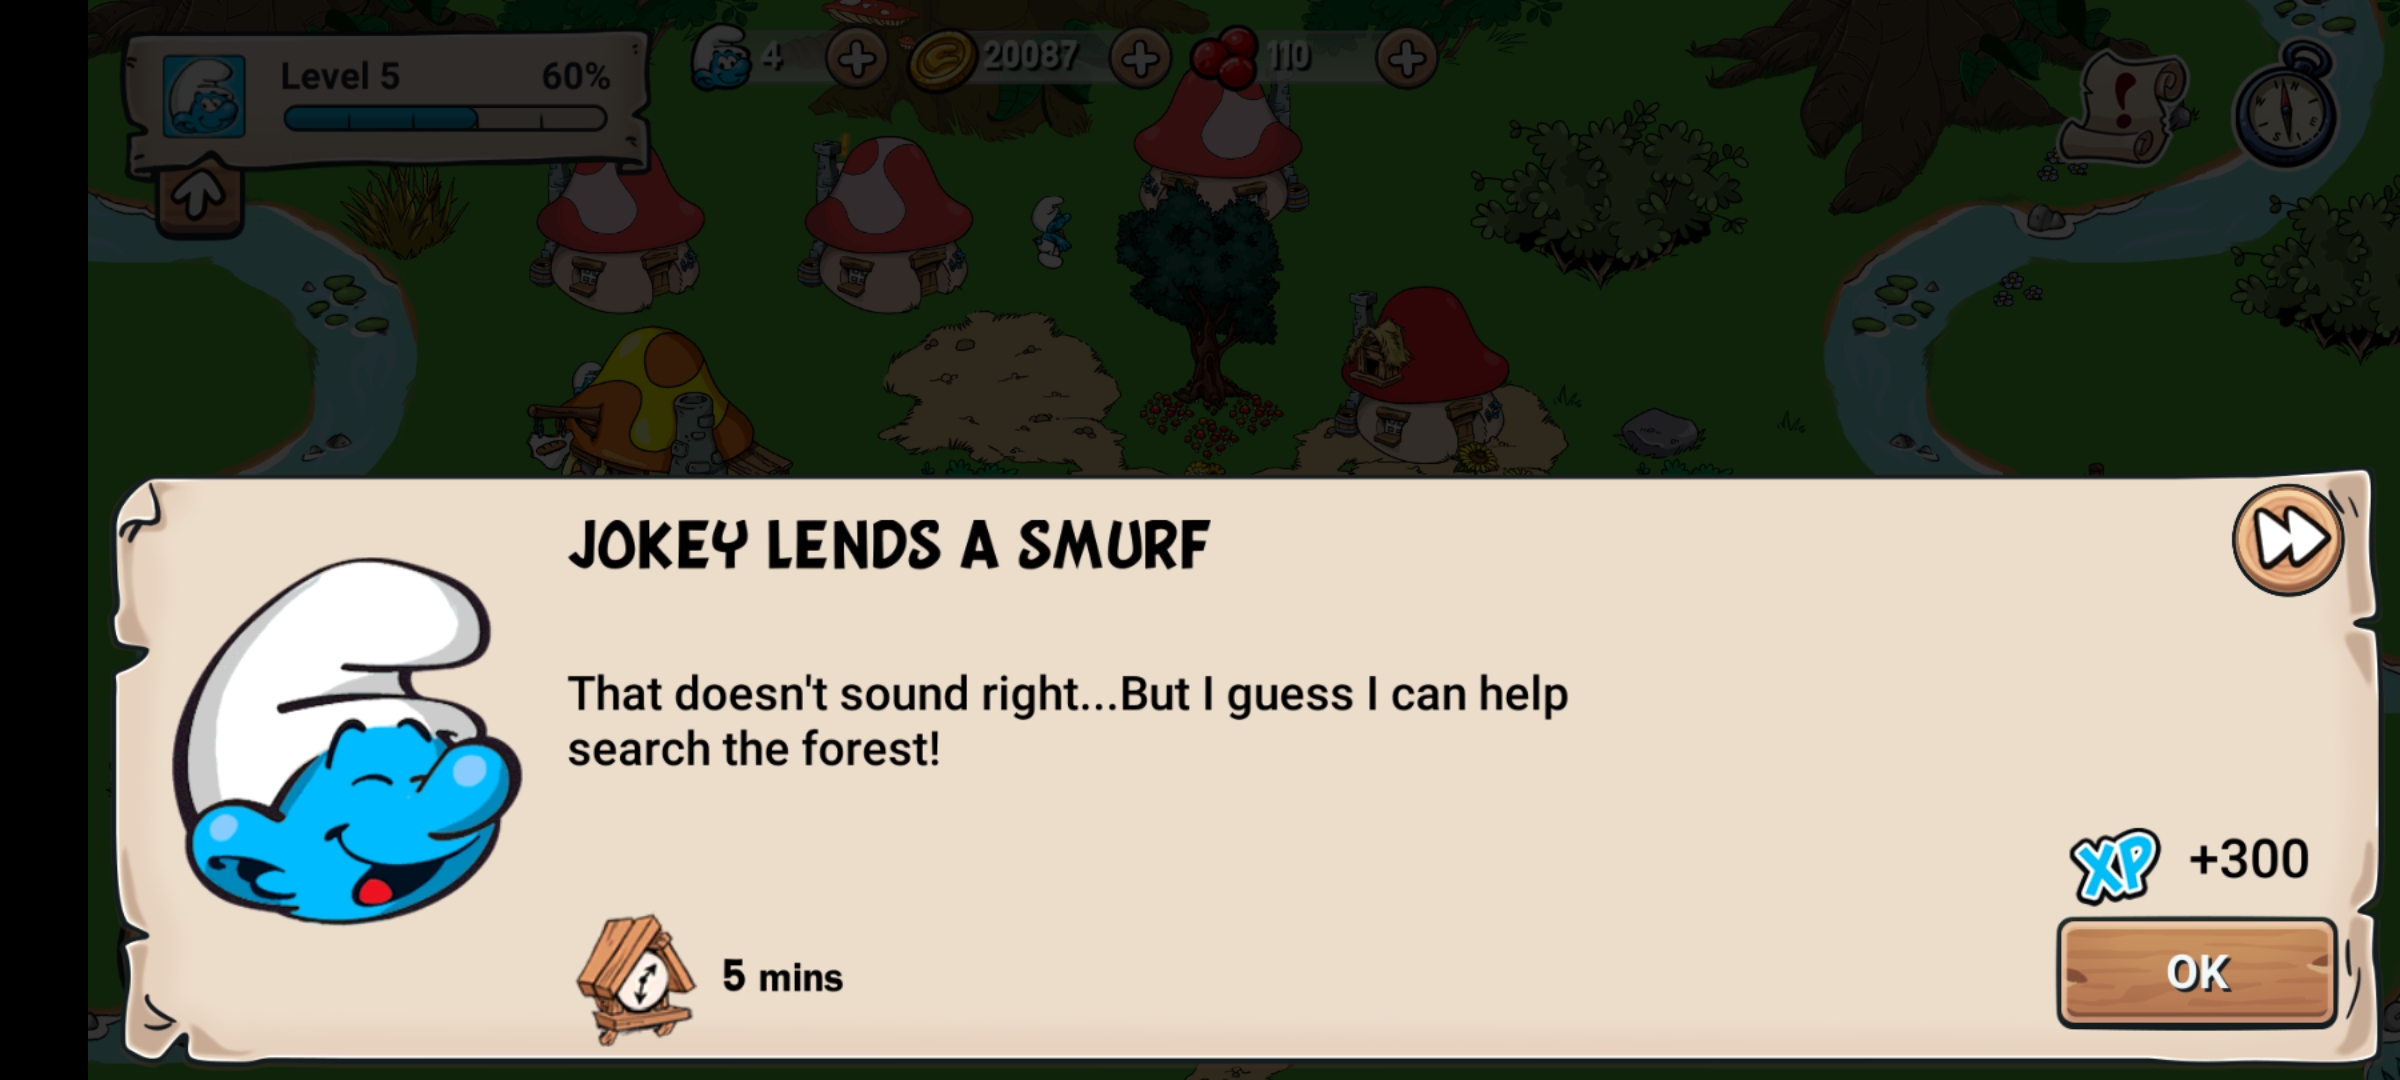 Level 5 60%
4
20087
110
JOKEY LENDS A SMURF
That doesn't sound right...But I guess I can help
search the forest!
XP +300
5 mins
OK